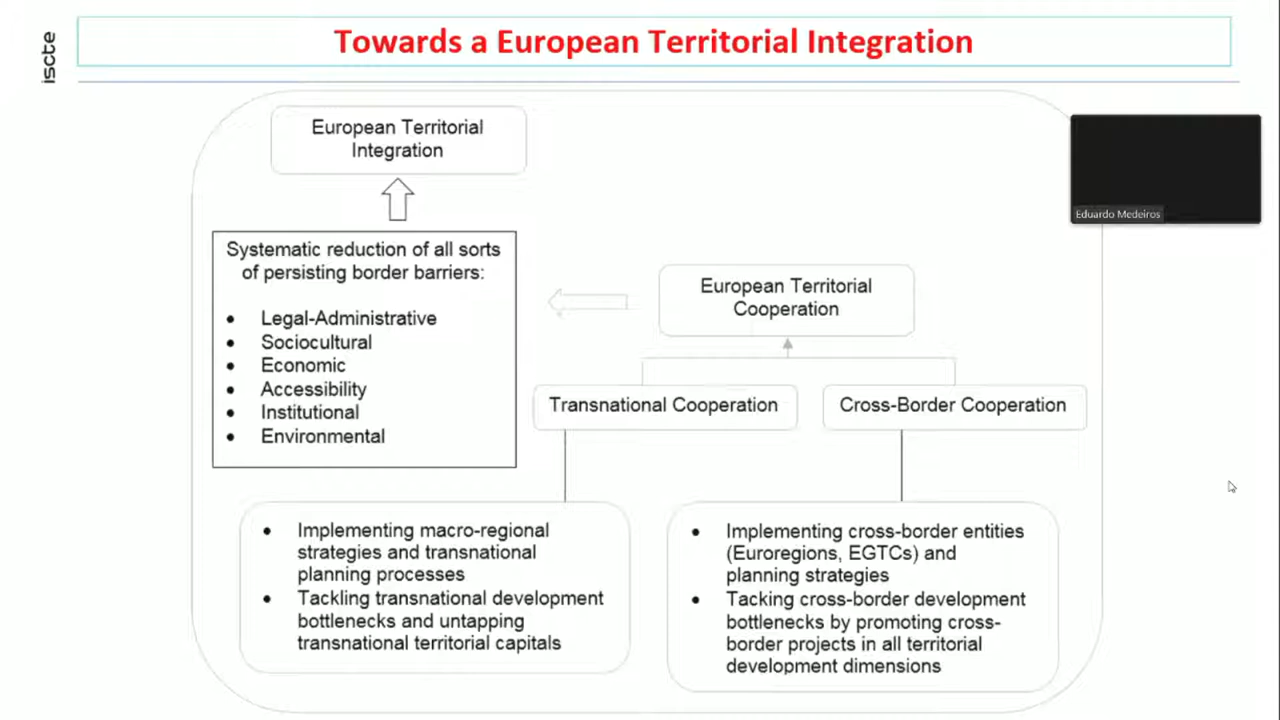 iscte
Towards a European Territorial Integration
European Territorial
Integration
Eduardo Medeiros
Systematic reduction of all sorts
of persisting border barriers:
• Legal-Administrative
• Sociocultural
• Economic
• Accessibility
• Institutional
• Environmental
European Territorial
Cooperation
Transnational Cooperation
Cross-Border Cooperation
• Implementing macro-regional
strategies and transnational
planning processes
• Tackling transnational development
bottlenecks and untapping
transnational territorial capitals
• Implementing cross-border entities
(Euroregions, EGTCs) and
planning strategies
• Tacking cross-border development
bottlenecks by promoting cross-
border projects in all territorial
development dimensions